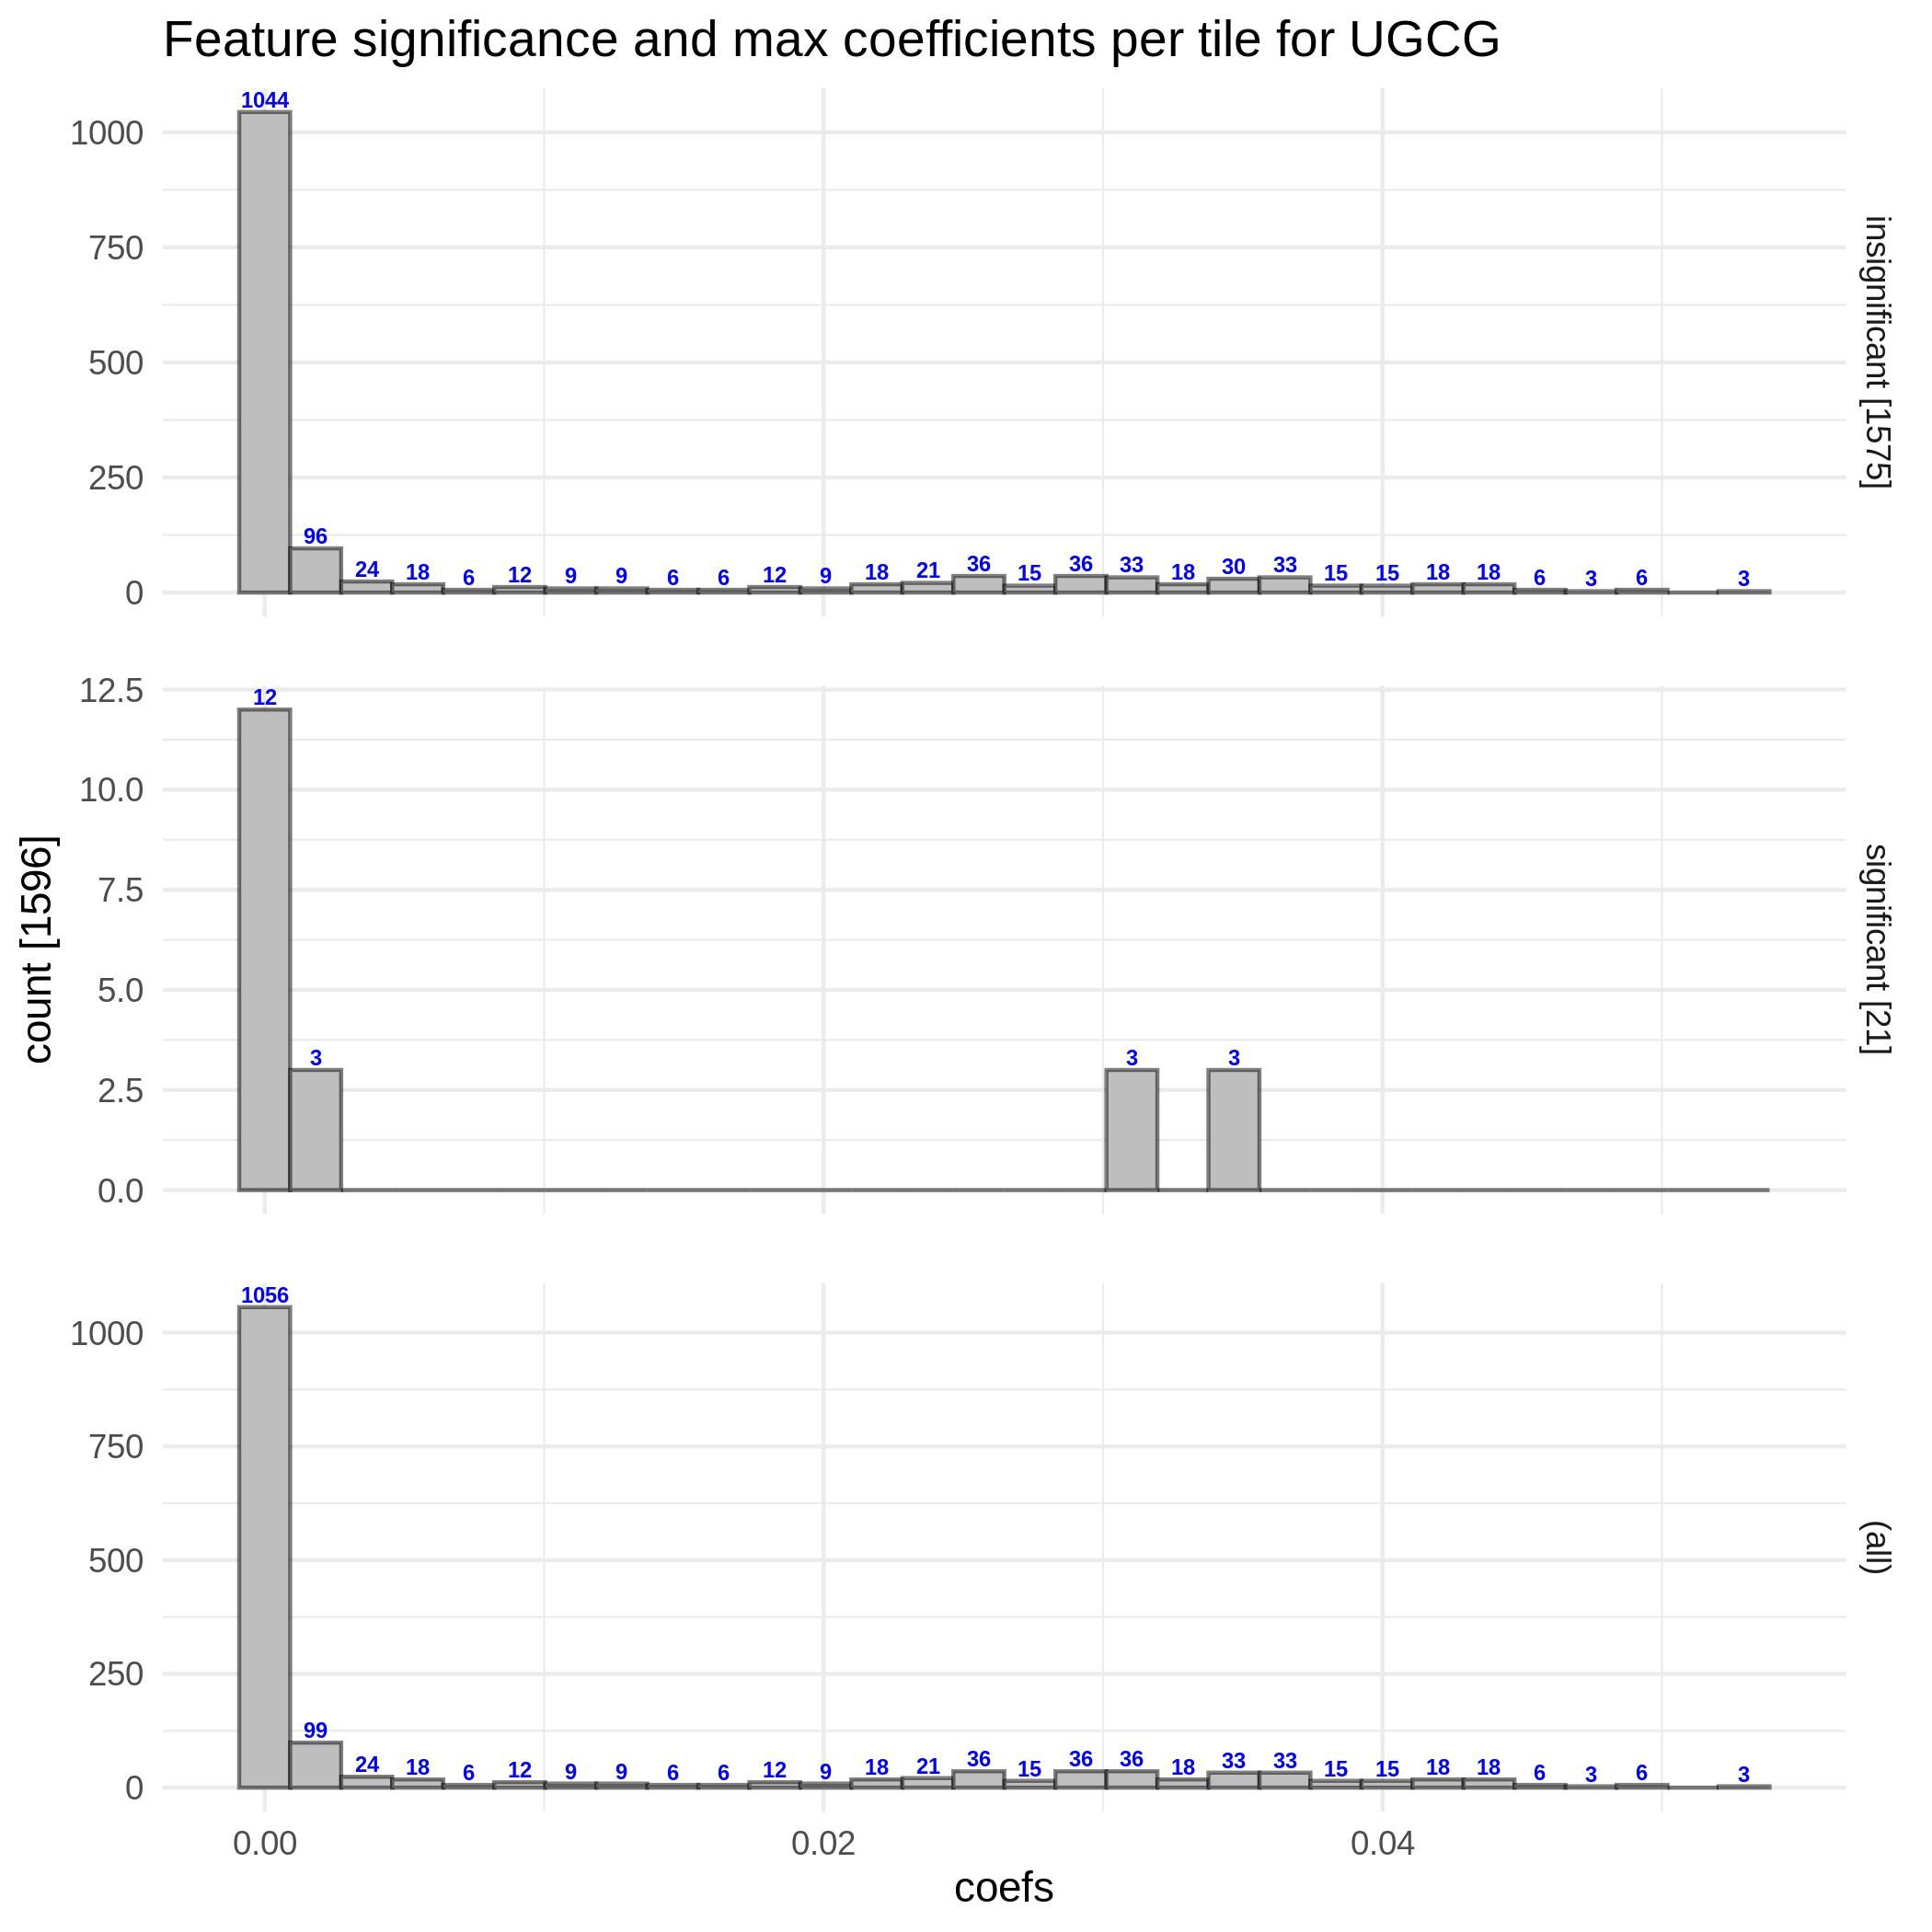 Feature significance and max coefficients per tile for UGCG
1044
1000
750
500
250
0
96 24 18 6 12 9 9 6 6 12 9 18 21 36 15 36 33 18 30 33 15 15 18 18 6 3 6 3
insignificant [1575]
12.5
10.0
7.5
5.0
2.5
0.0
12 3 3 3
significant [21]
count [1596]
1056
1000
750
500
250
0
99 24 18 6 12 9 9 6 6 12 9 18 21 36 15 36 36 18 33 33 15 15 18 18 6 3 6 3
(all)
0.00 0.02 0.04
coefs